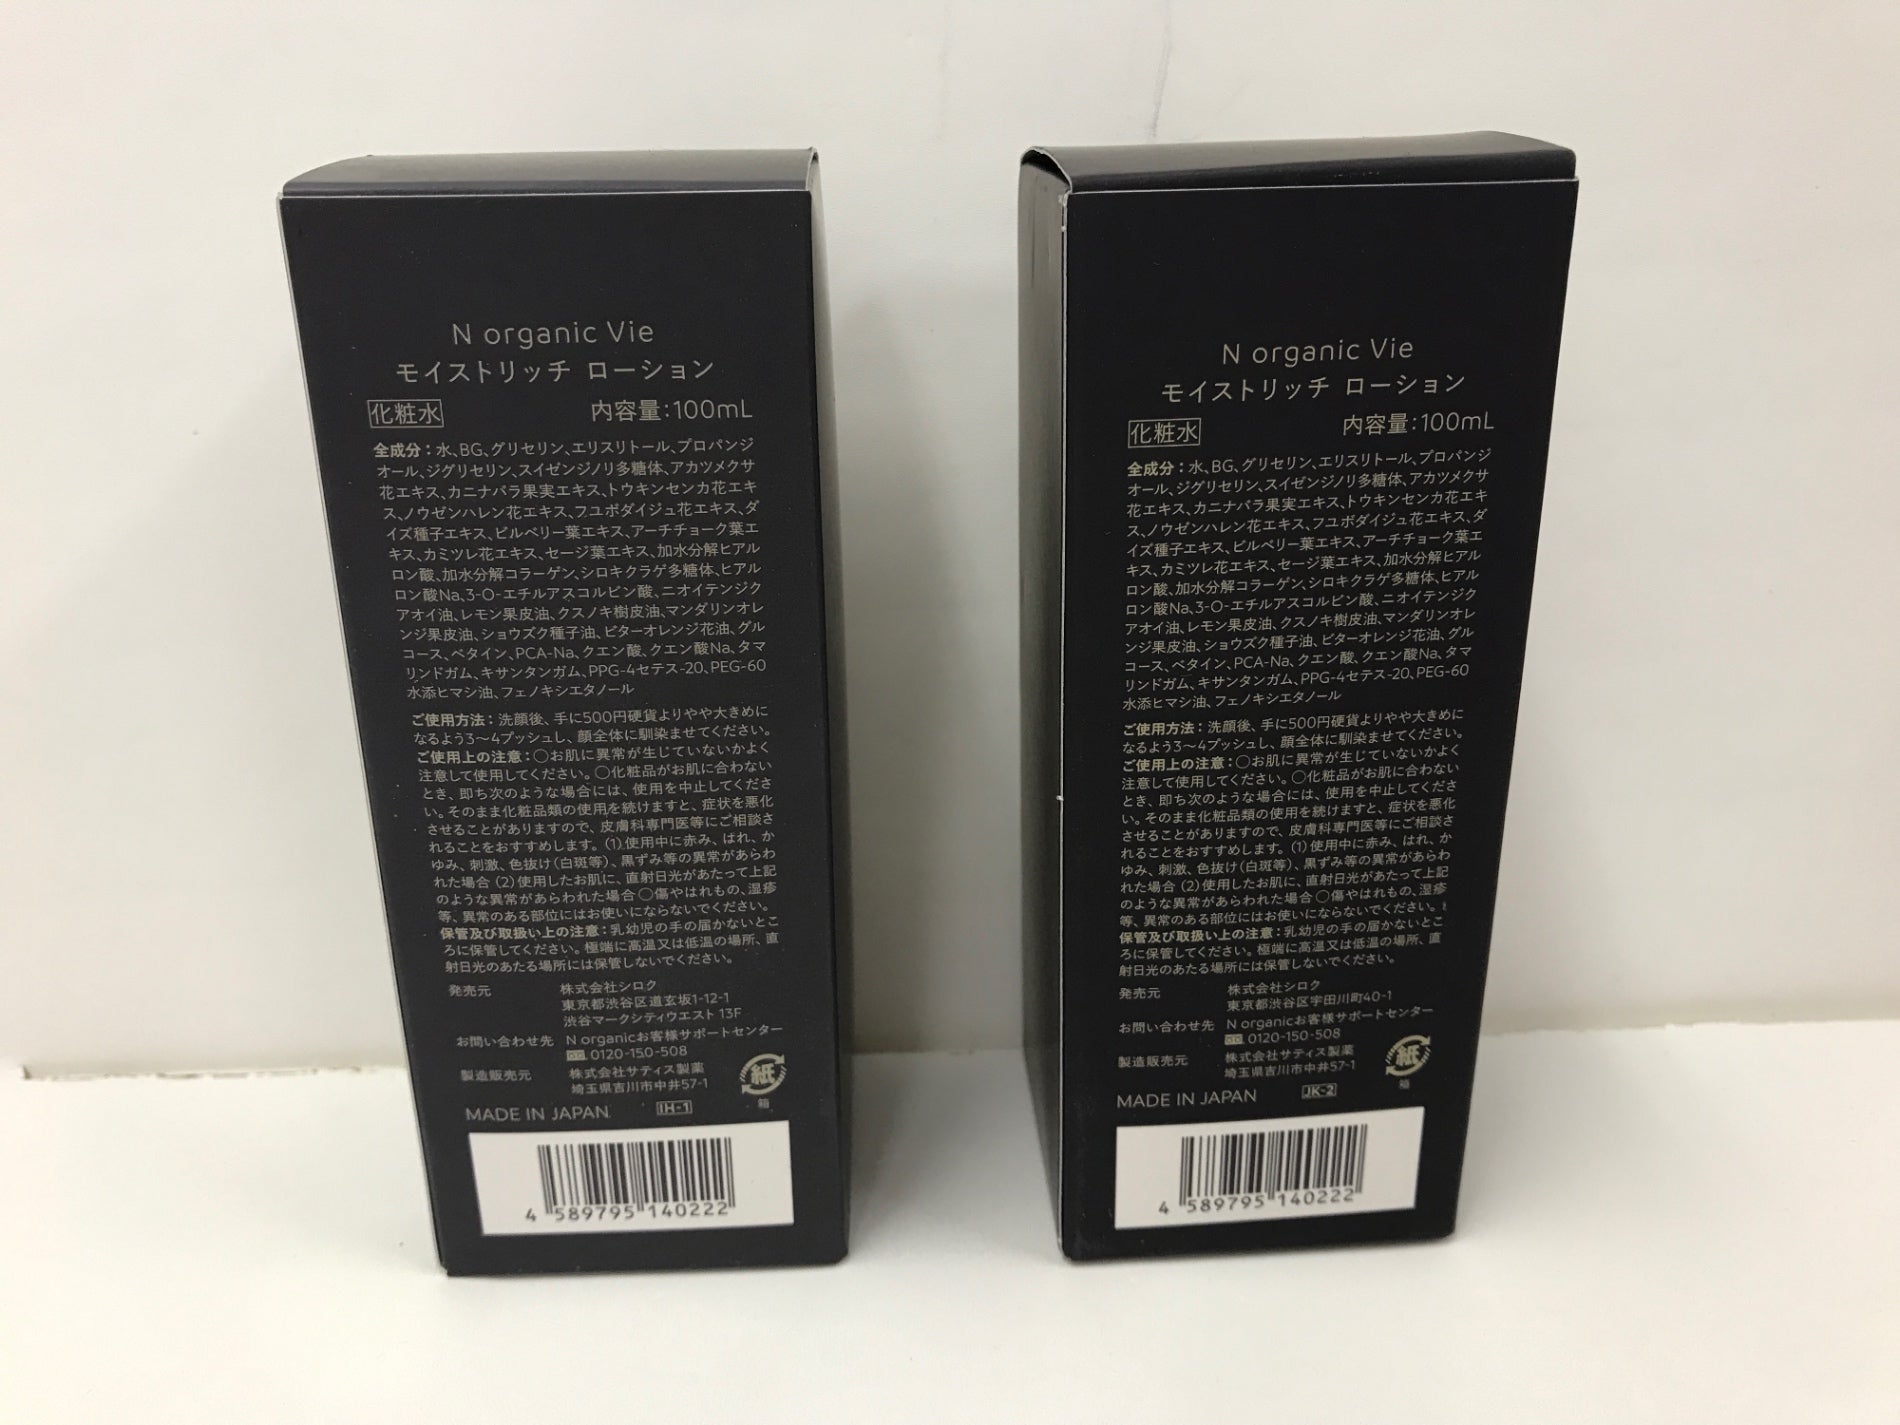 N organic Vie
モイストリッチ ローション
化粧水 内容量：100mL
全成分：水、BG、グリセリン、エリスリトール、プロパンジ
オール、ジグリセリン、スイゼンジノリ多糖体、アカツメクサ
花エキス、カニナバラ果実エキス、トウキンセンカ花エキ
ス、ノウゼンハレン花エキス、フユボダイジュ花エキス、ダ
イズ種子エキス、ビルベリー葉エキス、アーチチョーク葉エ
キス、カミツレ花エキス、セージ葉エキス、加水分解ヒアル
ロン酸、加水分解コラーゲン、シロキクラゲ多糖体、ヒアル
ロン酸Na、3-O-エチルアスコルビン酸、ニオイテンジク
アオイ油、レモン果皮油、クスノキ樹皮油、マンダリンオレ
ンジ果皮油、ショウズク種子油、ビターオレンジ花油、グル
コース、ベタイン、PCA-Na、クエン酸、クエン酸Na、タマ
リンドガム、キサンタンガム、PPG-4セテス-20、PEG-60
水添ヒマシ油、フェノキシエタノール
ご使用方法：洗顔後、手に500円硬貨よりやや大きめに
なるよう3～4プッシュし、顔全体に馴染ませてください。
ご使用上の注意：○お肌に異常が生じていないかよく
注意して使用してください。○化粧品がお肌に合わない
とき、即ち次のような場合には、使用を中止してくださ
い。そのまま化粧品類の使用を続けますと、症状を悪化
させることがありますので、皮膚科専門医等にご相談さ
れることをおすすめします。（1）使用中に赤み、はれ、か
ゆみ、刺激、色抜け（白斑等）、黒ずみ等の異常があらわ
れた場合（2）使用したお肌に、直射日光があたって上記
のような異常があらわれた場合○傷やはれもの、湿疹
等、異常のある部位にはお使いにならないでください。
保管及び取扱い上の注意：乳幼児の手の届かないとこ
ろに保管してください。極端に高温又は低温の場所、直
射日光のあたる場所には保管しないでください。
発売元 株式会社シロク
東京都渋谷区道玄坂1-12-1
渋谷マークシティウエスト 13F
お問い合わせ先 N organicお客様サポートセンター
0120-150-508
製造販売元 株式会社サティス製薬
埼玉県吉川市中井57-1
紙
箱
MADE IN JAPAN IH-1
4 589795 140222
N organic Vie
モイストリッチ ローション
化粧水 内容量：100mL
全成分：水、BG、グリセリン、エリスリトール、プロパンジ
オール、ジグリセリン、スイゼンジノリ多糖体、アカツメクサ
花エキス、カニナバラ果実エキス、トウキンセンカ花エキ
ス、ノウゼンハレン花エキス、フユボダイジュ花エキス、ダ
イズ種子エキス、ビルベリー葉エキス、アーチチョーク葉エ
キス、カミツレ花エキス、セージ葉エキス、加水分解ヒアル
ロン酸、加水分解コラーゲン、シロキクラゲ多糖体、ヒアル
ロン酸Na、3-O-エチルアスコルビン酸、ニオイテンジク
アオイ油、レモン果皮油、クスノキ樹皮油、マンダリンオレ
ンジ果皮油、ショウズク種子油、ビターオレンジ花油、グル
コース、ベタイン、PCA-Na、クエン酸、クエン酸Na、タマ
リンドガム、キサンタンガム、PPG-4セテス-20、PEG-60
水添ヒマシ油、フェノキシエタノール
ご使用方法：洗顔後、手に500円硬貨よりやや大きめに
なるよう3～4プッシュし、顔全体に馴染ませてください。
ご使用上の注意：○お肌に異常が生じていないかよく
注意して使用してください。○化粧品がお肌に合わない
とき、即ち次のような場合には、使用を中止してくださ
い。そのまま化粧品類の使用を続けますと、症状を悪化
させることがありますので、皮膚科専門医等にご相談さ
れることをおすすめします。（1）使用中に赤み、はれ、か
ゆみ、刺激、色抜け（白斑等）、黒ずみ等の異常があらわ
れた場合（2）使用したお肌に、直射日光があたって上記
のような異常があらわれた場合○傷やはれもの、湿疹
等、異常のある部位にはお使いにならないでください。
保管及び取扱い上の注意：乳幼児の手の届かないとこ
ろに保管してください。極端に高温又は低温の場所、直
射日光のあたる場所には保管しないでください。
発売元 株式会社シロク
東京都渋谷区宇田川町40-1
お問い合わせ先 N organicお客様サポートセンター
0120-150-508
製造販売元 株式会社サティス製薬
埼玉県吉川市中井57-1
紙
箱
MADE IN JAPAN JK-2
4 589795 140222